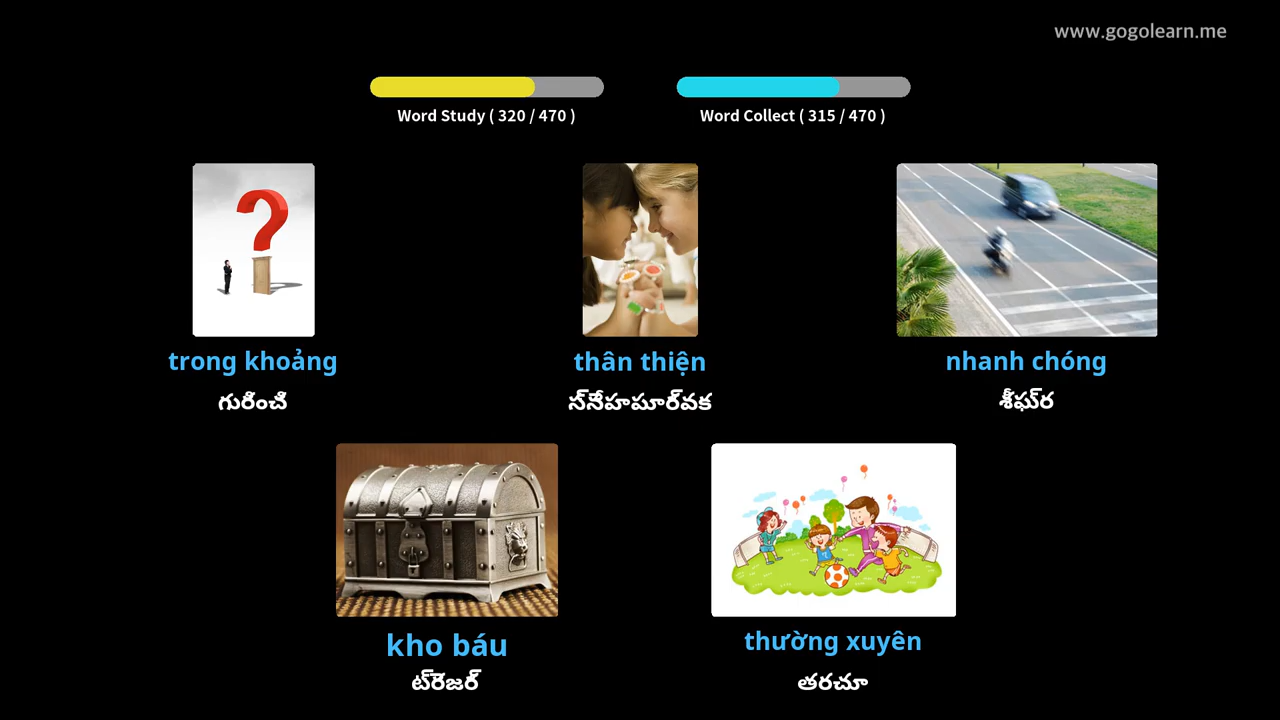 www.gogolearn.me
Word Study ( 320 / 470 )
Word Collect ( 315 / 470 )
trong khoảng
గురించి
thân thiện
స్నేహపూర్వక
nhanh chóng
శీఘ్ర
kho báu
ట్రెజర్
thường xuyên
తరచూ